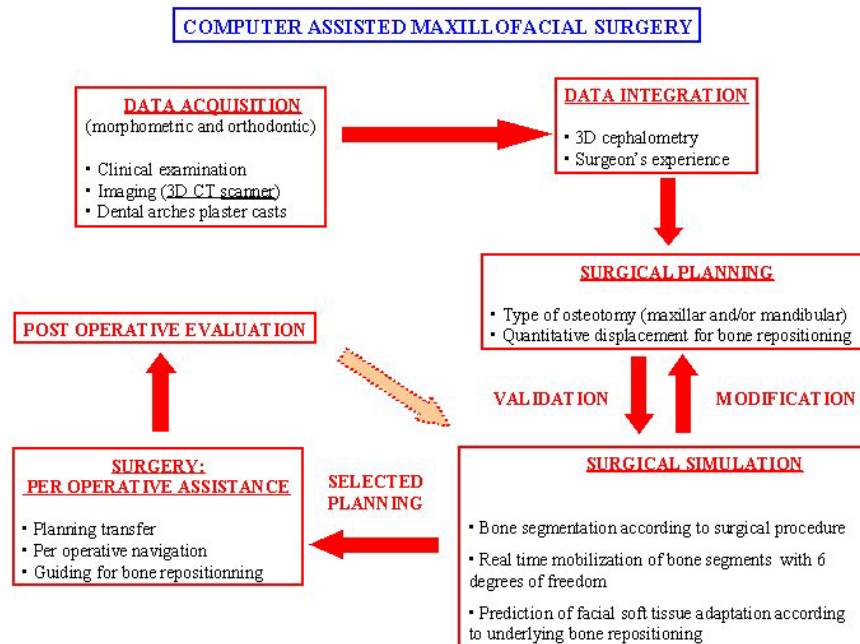 COMPUTER ASSISTED MAXILLOFACIAL SURGERY
DATA ACQUISITION
(morphometric and orthodontic)
• Clinical examination
• Imaging (3D CT scanner)
• Dental arches plaster casts
DATA INTEGRATION
• 3D cephalometry
• Surgeon's experience
SURGICAL PLANNING
• Type of osteotomy (maxillar and/or mandibular)
• Quantitative displacement for bone repositioning
VALIDATION
MODIFICATION
SURGICAL SIMULATION
• Bone segmentation according to surgical procedure
• Real time mobilization of bone segments with 6
degrees of freedom
• Prediction of facial soft tissue adaptation according
to underlying bone repositioning
SELECTED
PLANNING
SURGERY:
PER OPERATIVE ASSISTANCE
• Planning transfer
• Per operative navigation
• Guiding for bone repositionning
POST OPERATIVE EVALUATION